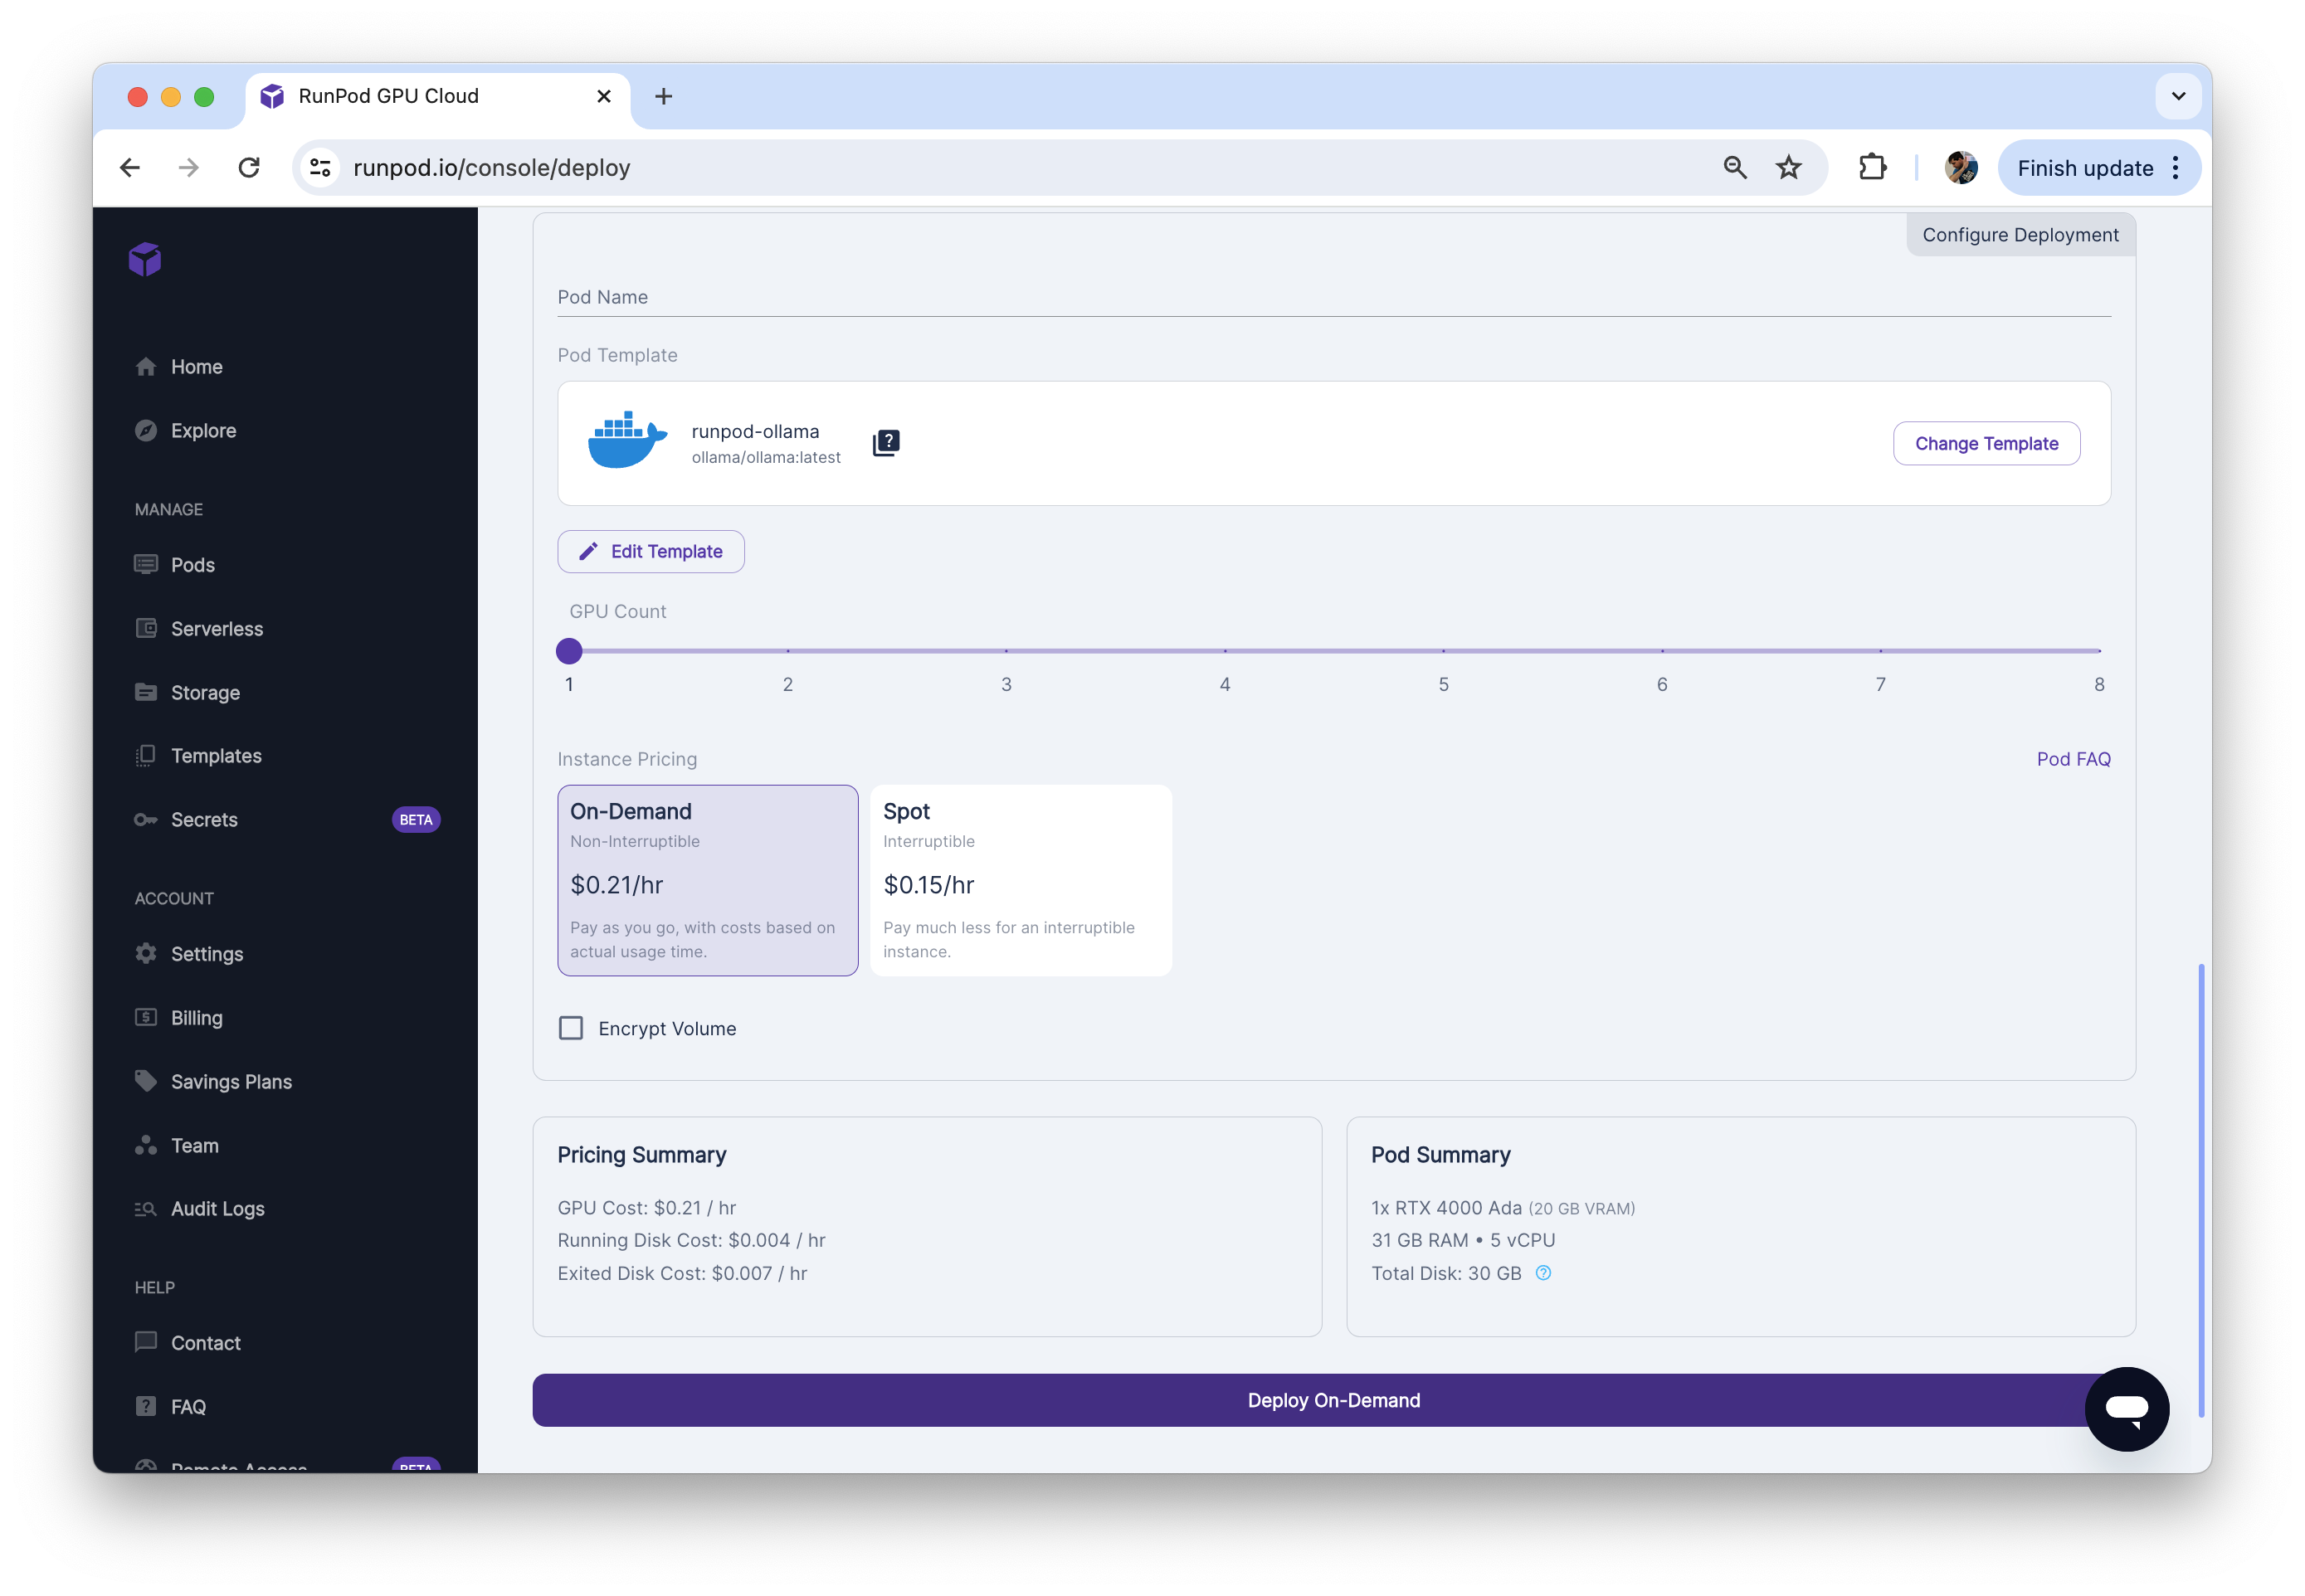 RunPod GPU Cloud
runpod.io/console/deploy
Finish update
Home
Explore
MANAGE
Pods
Serverless
Storage
Templates
Secrets
BETA
ACCOUNT
Settings
Billing
Savings Plans
Team
Audit Logs
HELP
Contact
FAQ
Remote Access
BETA
Configure Deployment
Pod Name
Pod Template
runpod-ollama
ollama/ollama:latest
Change Template
Edit Template
GPU Count
1 2 3 4 5 6 7 8
Instance Pricing
Pod FAQ
On-Demand
Non-Interruptible
$0.21/hr
Pay as you go, with costs based on
actual usage time.
Spot
Interruptible
$0.15/hr
Pay much less for an interruptible
instance.
Encrypt Volume
Pricing Summary
GPU Cost: $0.21 / hr
Running Disk Cost: $0.004 / hr
Exited Disk Cost: $0.007 / hr
Pod Summary
1x RTX 4000 Ada (20 GB VRAM)
31 GB RAM • 5 vCPU
Total Disk: 30 GB
Deploy On-Demand